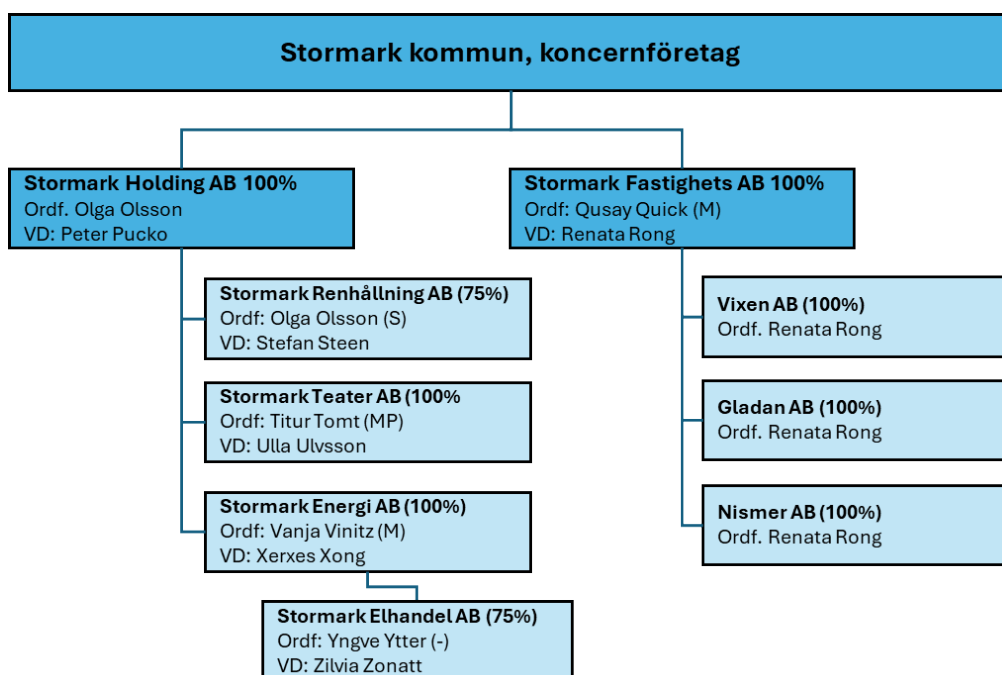 Stormark kommun, koncernföretag
Stormark Holding AB 100%
Ordf. Olga Olsson
VD: Peter Pucko
Stormark Fastighets AB 100%
Ordf: Qusay Quick (M)
VD: Renata Rong
Stormark Renhållning AB (75%)
Ordf: Olga Olsson (S)
VD: Stefan Steen
Stormark Teater AB (100%
Ordf: Titur Tomt (MP)
VD: Ulla Ulvsson
Stormark Energi AB (100%)
Ordf: Vanja Vinitz (M)
VD: Xerxes Xong
Stormark Elhandel AB (75%)
Ordf: Yngve Ytter (-)
VD: Zilvia Zonatt
Vixen AB (100%)
Ordf. Renata Rong
Gladan AB (100%)
Ordf. Renata Rong
Nismer AB (100%)
Ordf. Renata Rong